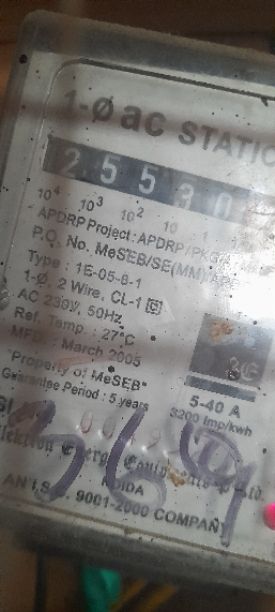 1-Ø ac STATIC
2 5 5 3 0
10⁴ 10³ 10² 10 1
APDRP Project : APDRP/PKG
P.O. No. MeSEB/SE(MM)/APD
Type : 1E-05-8-1
1-Ø, 2 Wire, CL-1
AC 230V, 50Hz
Ref. Temp. : 27°C
MFD. : March 2005
"Property of MeSEB"
Guarantee Period : 5 years
5-40 A
3200 Imp/kwh
NOIDA
AN I.S.O. 9001-2000 COMPANY